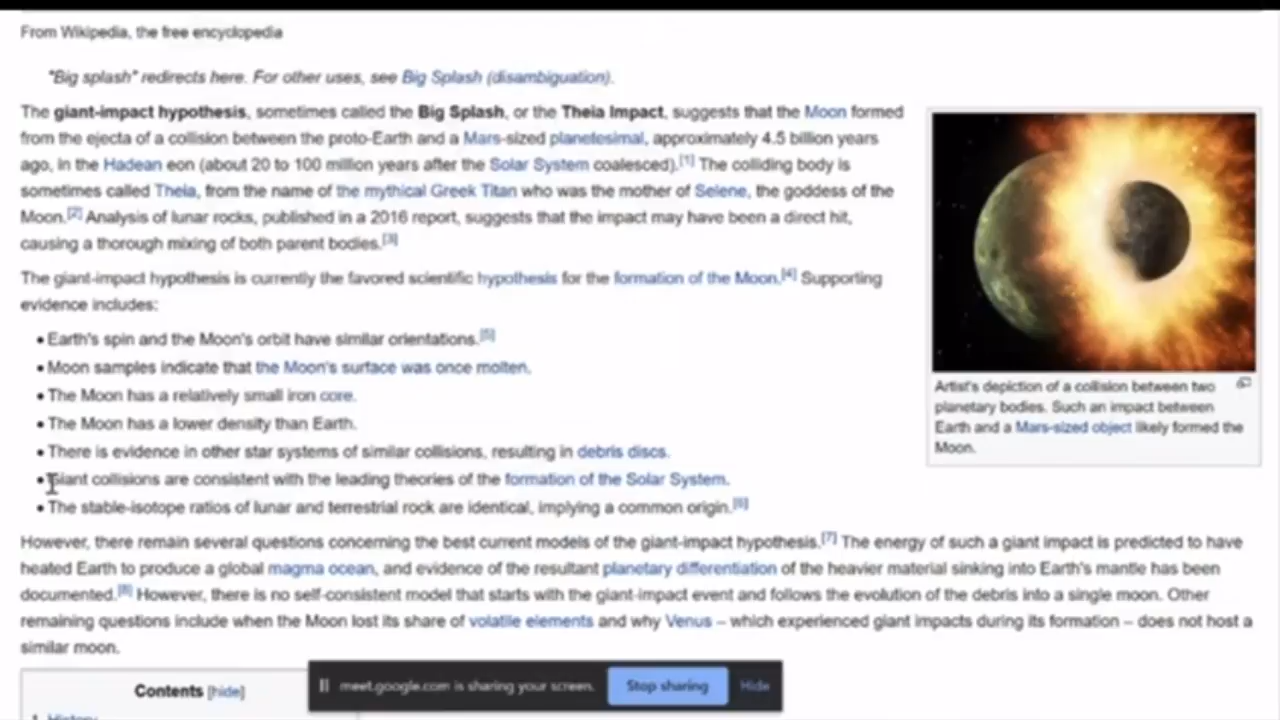 From Wikipedia, the free encyclopedia
"Big splash" redirects here. For other uses, see Big Splash (disambiguation).
The giant-impact hypothesis, sometimes called the Big Splash, or the Theia Impact, suggests that the Moon formed
from the ejecta of a collision between the proto-Earth and a Mars-sized planetesimal, approximately 4.5 billion years
ago, in the Hadean eon (about 20 to 100 million years after the Solar System coalesced).[1] The colliding body is
sometimes called Theia, from the name of the mythical Greek Titan who was the mother of Selene, the goddess of the
Moon.[2] Analysis of lunar rocks, published in a 2016 report, suggests that the impact may have been a direct hit,
causing a thorough mixing of both parent bodies.[3]
The giant-impact hypothesis is currently the favored scientific hypothesis for the formation of the Moon.[4] Supporting
evidence includes:
• Earth's spin and the Moon's orbit have similar orientations.[5]
• Moon samples indicate that the Moon's surface was once molten.
• The Moon has a relatively small iron core.
• The Moon has a lower density than Earth.
• There is evidence in other star systems of similar collisions, resulting in debris discs.
• Giant collisions are consistent with the leading theories of the formation of the Solar System.
• The stable-isotope ratios of lunar and terrestrial rock are identical, implying a common origin.[6]
Artist's depiction of a collision between two
planetary bodies. Such an impact between
Earth and a Mars-sized object likely formed the
Moon.
However, there remain several questions concerning the best current models of the giant-impact hypothesis.[7] The energy of such a giant impact is predicted to have
heated Earth to produce a global magma ocean, and evidence of the resultant planetary differentiation of the heavier material sinking into Earth's mantle has been
documented.[8] However, there is no self-consistent model that starts with the giant-impact event and follows the evolution of the debris into a single moon. Other
remaining questions include when the Moon lost its share of volatile elements and why Venus – which experienced giant impacts during its formation – does not host a
similar moon.
Contents [hide]
1 History
meet.google.com is sharing your screen. Stop sharing Hide